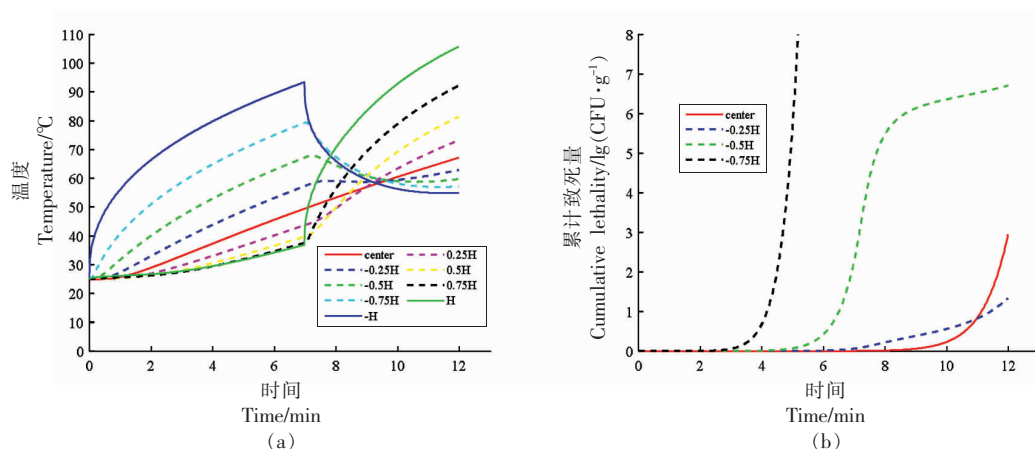 温度
Temperature/℃
110
100
90
80
70
60
50
40
30
20
10
0
0 2 4 6 8 10 12
center 0.25H
-0.25H 0.5H
-0.5H 0.75H
-0.75H H
-H
时间
Time/min
(a)
累计致死量
Cumulative lethality/lg(CFU·g⁻¹)
8
7
6
5
4
3
2
1
0
0 2 4 6 8 10 12
center
-0.25H
-0.5H
-0.75H
时间
Time/min
(b)